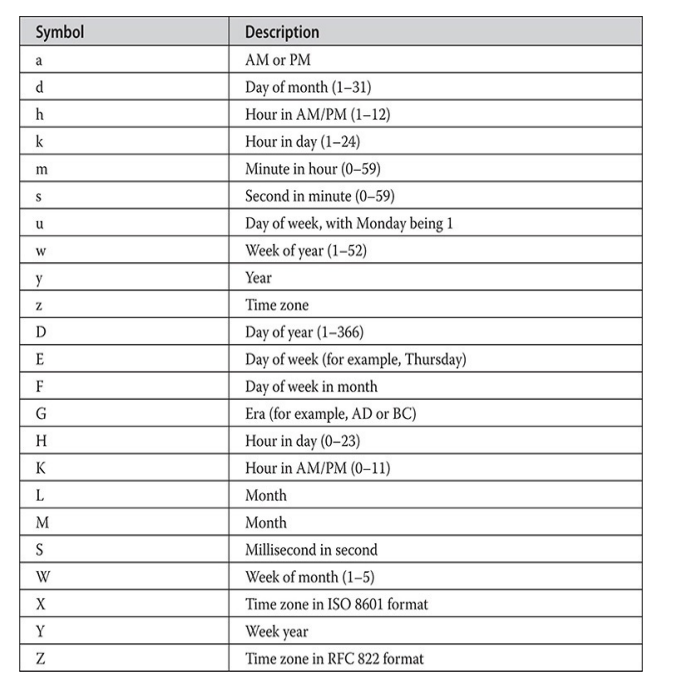 Symbol Description
a AM or PM
d Day of month (1–31)
h Hour in AM/PM (1–12)
k Hour in day (1–24)
m Minute in hour (0–59)
s Second in minute (0–59)
u Day of week, with Monday being 1
w Week of year (1–52)
y Year
z Time zone
D Day of year (1–366)
E Day of week (for example, Thursday)
F Day of week in month
G Era (for example, AD or BC)
H Hour in day (0–23)
K Hour in AM/PM (0–11)
L Month
M Month
S Millisecond in second
W Week of month (1–5)
X Time zone in ISO 8601 format
Y Week year
Z Time zone in RFC 822 format